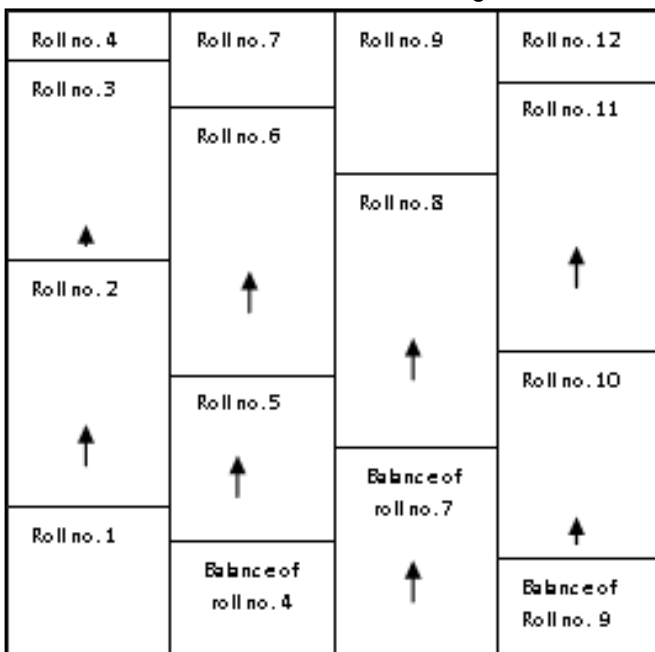 Roll no. 4
Roll no. 3
Roll no. 2
Roll no. 1
Roll no. 7
Roll no. 6
Roll no. 5
Balance of
roll no. 4
Roll no. 9
Roll no. 8
Balance of
roll no. 7
Roll no. 12
Roll no. 11
Roll no. 10
Balance of
Roll no. 9